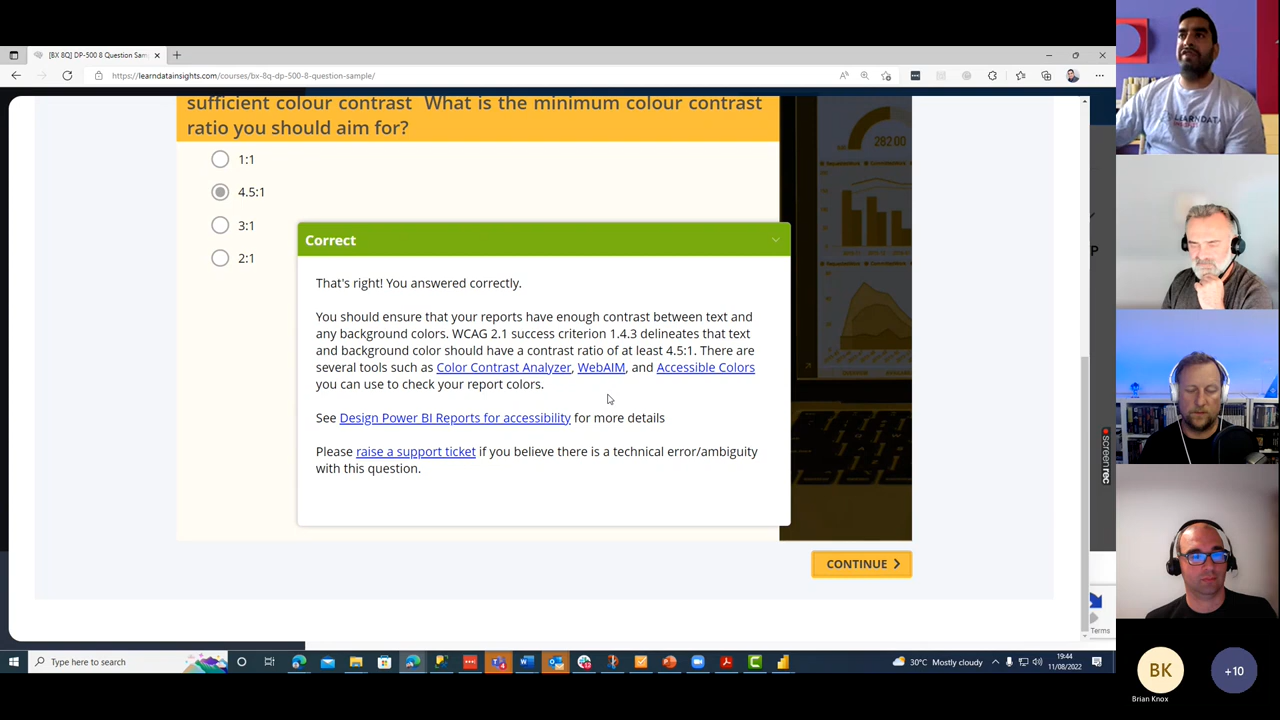 [BX 8Q] DP-500 8 Question Sam
https://learndatainsights.com/courses/bx-8q-dp-500-8-question-sample/
sufficient colour contrast What is the minimum colour contrast
ratio you should aim for?
1:1
4.5:1
3:1
2:1
282.00
Correct
That's right! You answered correctly.
You should ensure that your reports have enough contrast between text and
any background colors. WCAG 2.1 success criterion 1.4.3 delineates that text
and background color should have a contrast ratio of at least 4.5:1. There are
several tools such as Color Contrast Analyzer, WebAIM, and Accessible Colors
you can use to check your report colors.
See Design Power BI Reports for accessibility for more details
Please raise a support ticket if you believe there is a technical error/ambiguity
with this question.
CONTINUE
Terms
screenrec
Type here to search
30°C Mostly cloudy
19:44
11/08/2022
LEARNDATA
BK
Brian Knox
+10